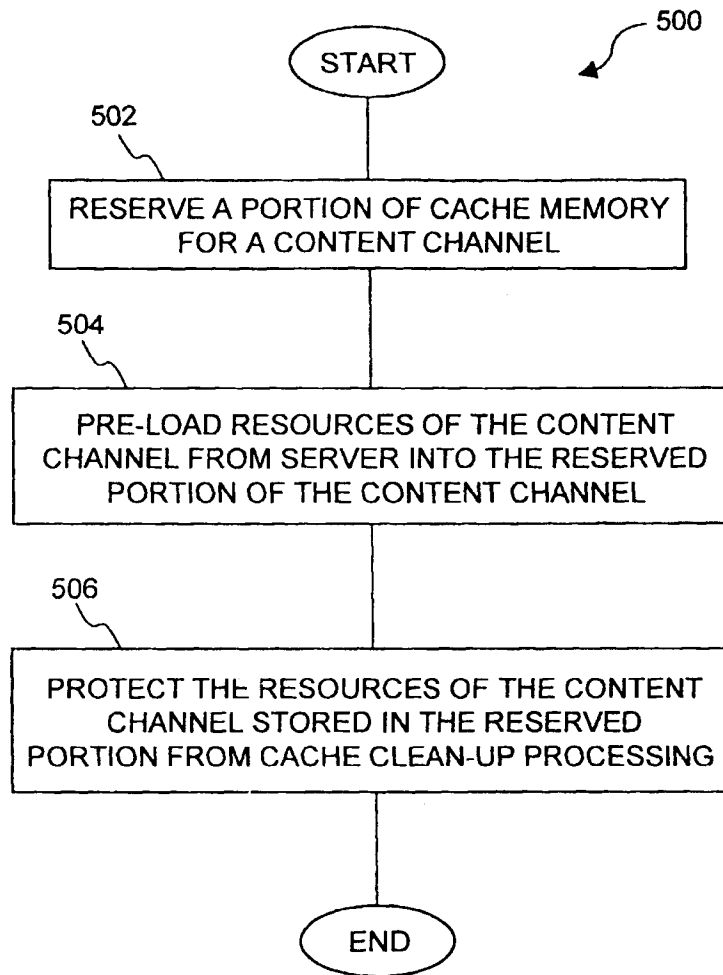 500
START
502
RESERVE A PORTION OF CACHE MEMORY
FOR A CONTENT CHANNEL
504
PRE-LOAD RESOURCES OF THE CONTENT
CHANNEL FROM SERVER INTO THE RESERVED
PORTION OF THE CONTENT CHANNEL
506
PROTECT THE RESOURCES OF THE CONTENT
CHANNEL STORED IN THE RESERVED
PORTION FROM CACHE CLEAN-UP PROCESSING
END